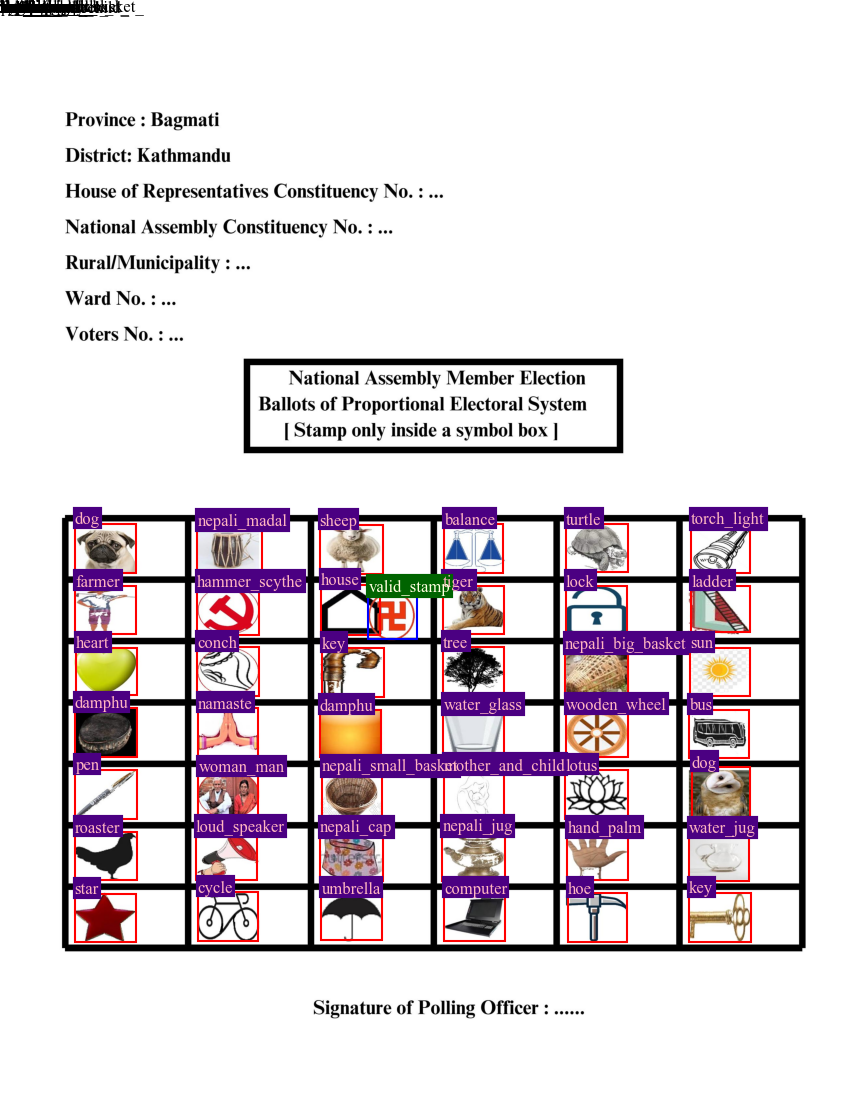 Province : Bagmati
District: Kathmandu
House of Representatives Constituency No. : ...
National Assembly Constituency No. : ...
Rural/Municipality : ...
Ward No. : ...
Voters No. : ...
National Assembly Member Election
Ballots of Proportional Electoral System
[ Stamp only inside a symbol box ]
dog nepali_madal sheep balance turtle torch_light
farmer hammer_scythe house valid_stamp lock ladder
heart conch key tree nepali_big_basket sun
damphu namaste damphu water_glass wooden_wheel bus
pen woman_man nepali_small_basket other_and_child lotus dog
roaster loud_speaker nepali_cap nepali_jug hand_palm water_jug
star cycle umbrella computer hoe key
Signature of Polling Officer : ......